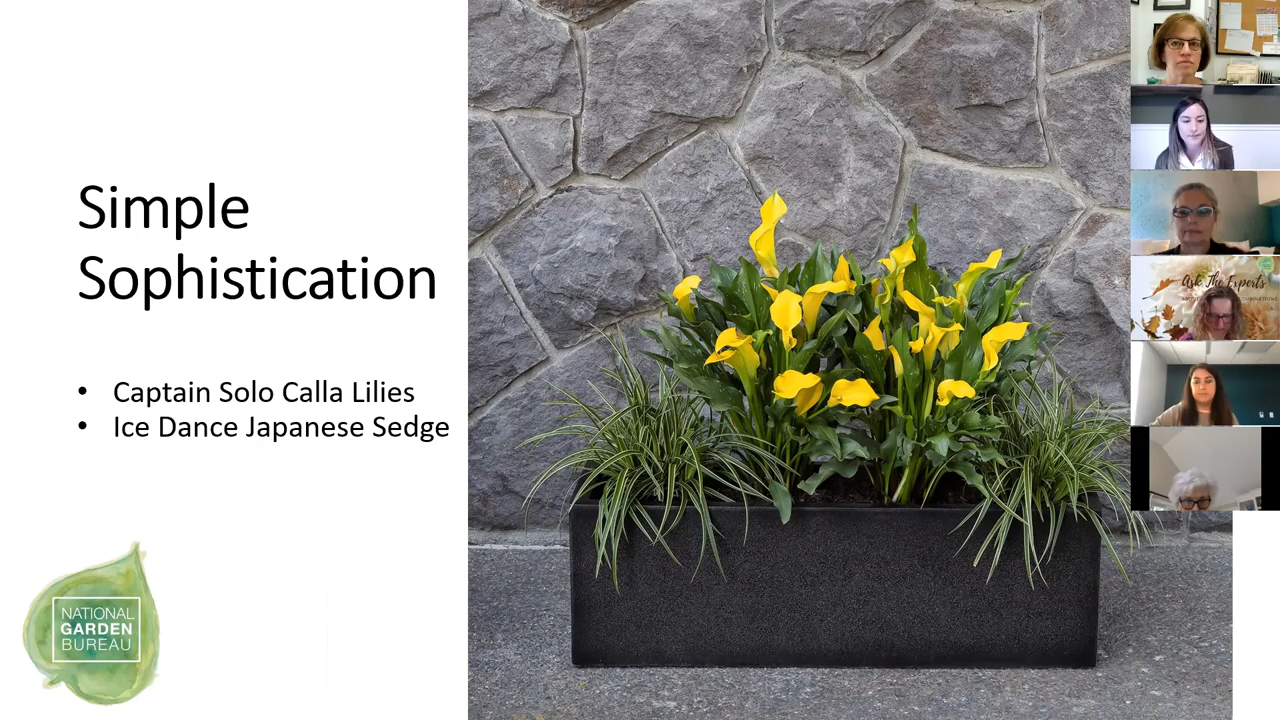 Simple
Sophistication
• Captain Solo Calla Lilies
• Ice Dance Japanese Sedge
NATIONAL
GARDEN
BUREAU
Ask The Experts